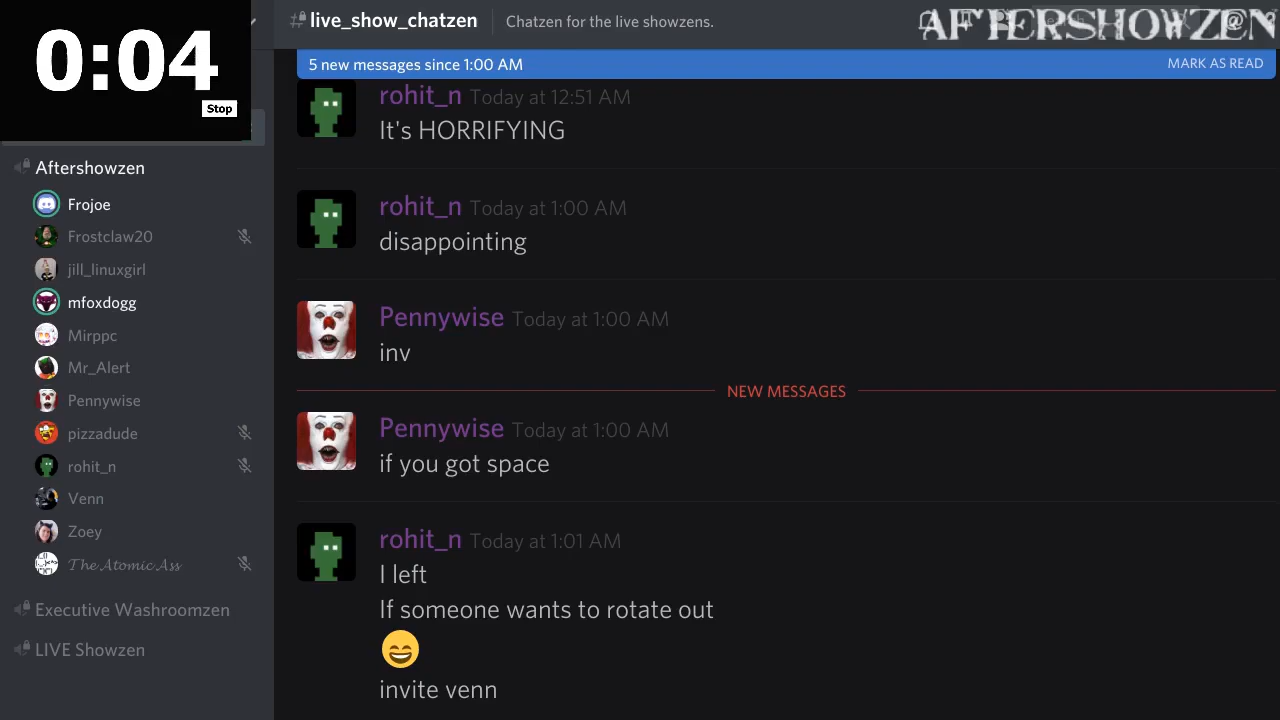 0:04
Stop
live_show_chatzen
Chatzen for the live showzens.
AFTERSHOWZEN
5 new messages since 1:00 AM
MARK AS READ
Aftershowzen
Frojoe
Frostclaw20
jill_linuxgirl
mfoxdogg
Mirppc
Mr_Alert
Pennywise
pizzadude
rohit_n
Venn
Zoey
The Atomic Ass
Executive Washroomzen
LIVE Showzen
rohit_n Today at 12:51 AM
It's HORRIFYING
rohit_n Today at 1:00 AM
disappointing
Pennywise Today at 1:00 AM
inv
NEW MESSAGES
Pennywise Today at 1:00 AM
if you got space
rohit_n Today at 1:01 AM
I left
If someone wants to rotate out
invite venn